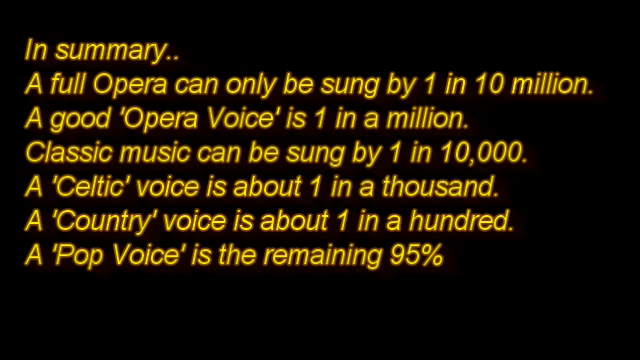 In summary..
A full Opera can only be sung by 1 in 10 million.
A good 'Opera Voice' is 1 in a million.
Classic music can be sung by 1 in 10,000.
A 'Celtic' voice is about 1 in a thousand.
A 'Country' voice is about 1 in a hundred.
A 'Pop Voice' is the remaining 95%